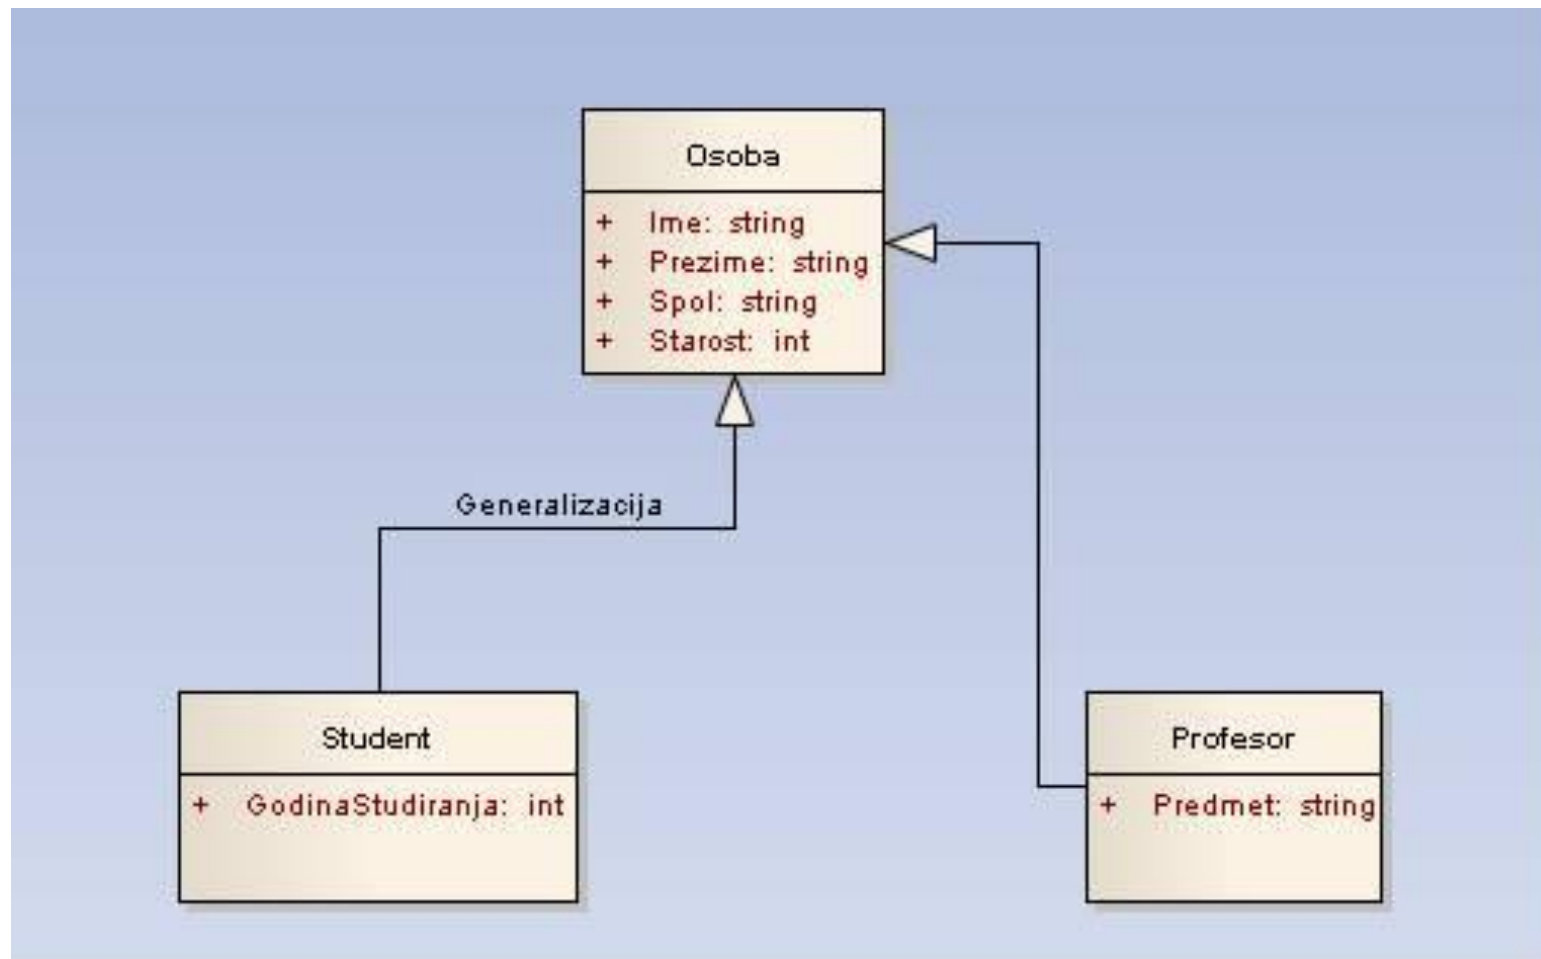 Osoba
+ Ime: string
+ Prezime: string
+ Spol: string
+ Starost: int
Generalizacija
Student
+ GodinaStudiranja: int
Profesor
+ Predmet: string